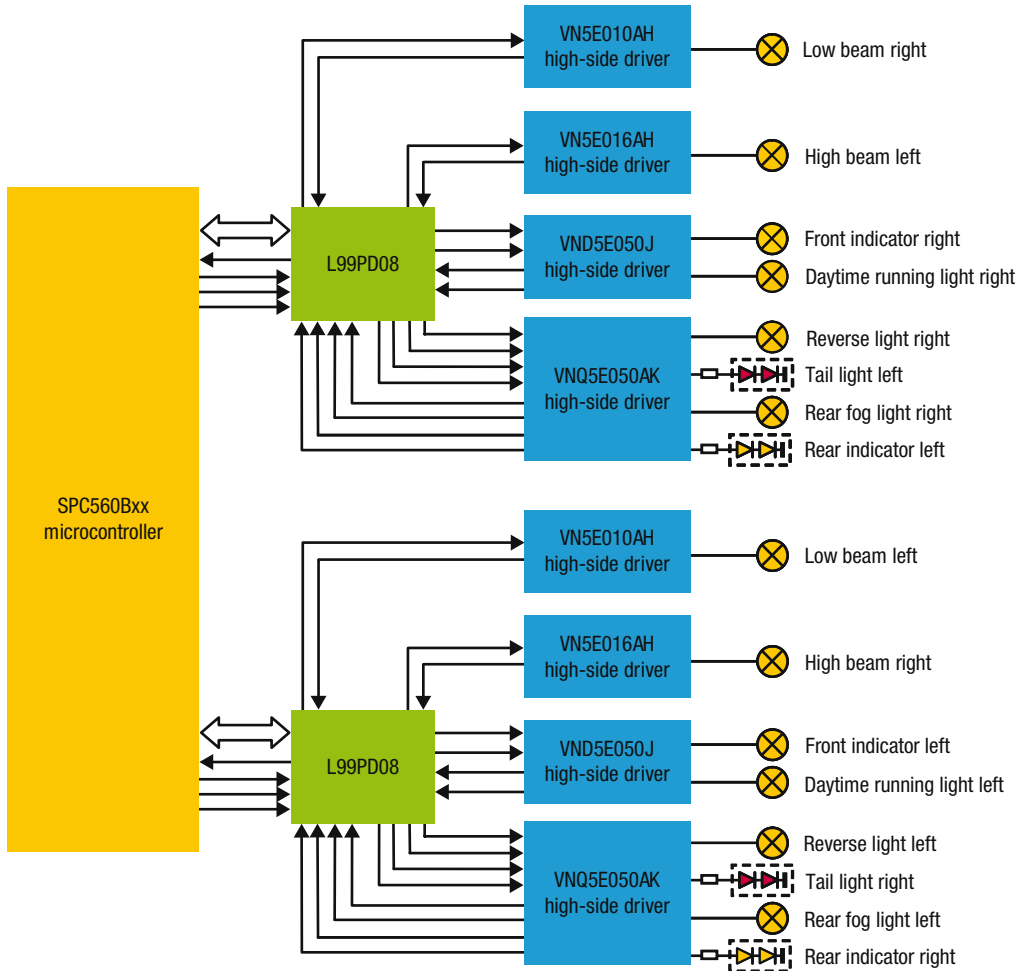 VN5E010AH
high-side driver
Low beam right
VN5E016AH
high-side driver
High beam left
L99PD08
VND5E050J
high-side driver
Front indicator right
Daytime running light right
VNQ5E050AK
high-side driver
Reverse light right
Tail light left
Rear fog light right
Rear indicator left
SPC560Bxx
microcontroller
VN5E010AH
high-side driver
Low beam left
VN5E016AH
high-side driver
High beam right
L99PD08
VND5E050J
high-side driver
Front indicator left
Daytime running light left
VNQ5E050AK
high-side driver
Reverse light left
Tail light right
Rear fog light left
Rear indicator right